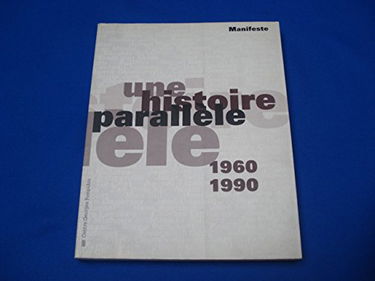 Manifeste
une
histoire
parallèle
1960
1990
Centre Georges Pompidou